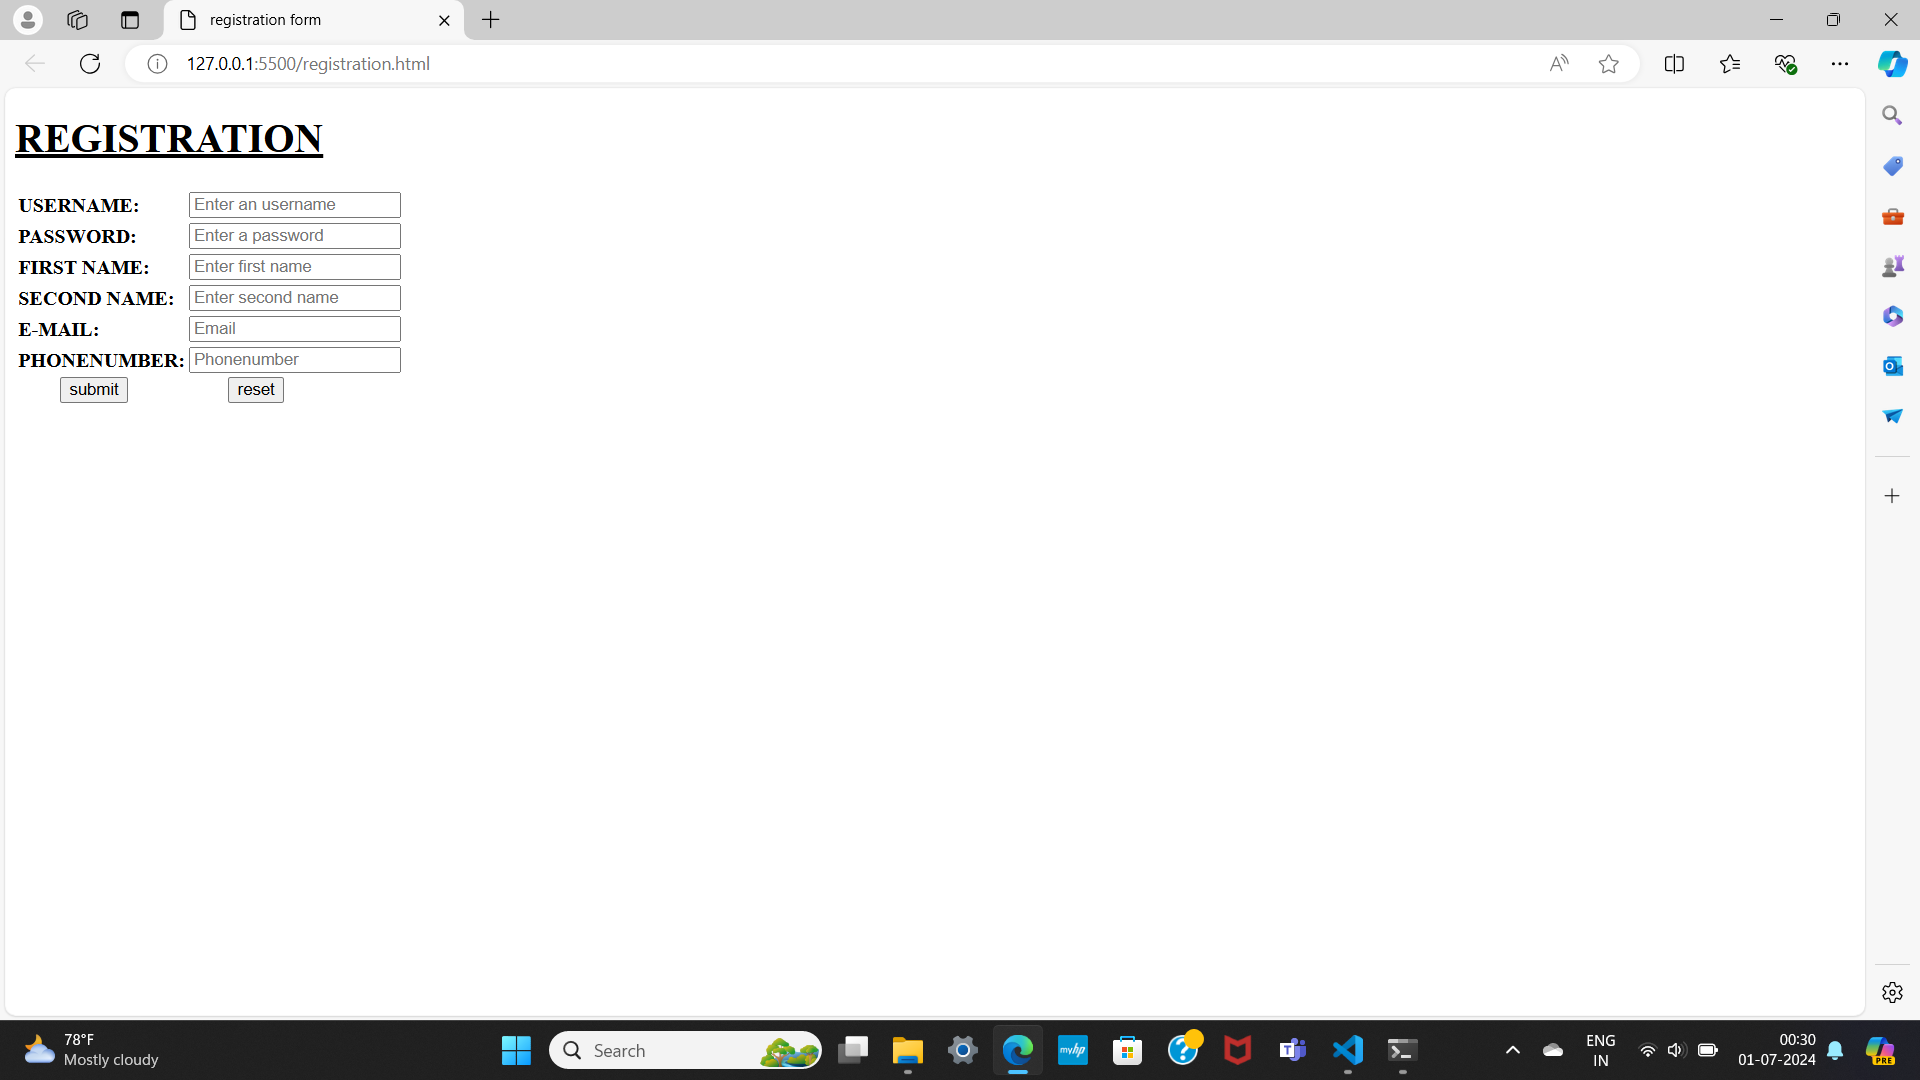 registration form
127.0.0.1:5500/registration.html
REGISTRATION
USERNAME: Enter an username
PASSWORD: Enter a password
FIRST NAME: Enter first name
SECOND NAME: Enter second name
E-MAIL: Email
PHONENUMBER: Phonenumber
submit reset
78°F
Mostly cloudy
Search
myhp
ENG
IN
00:30
01-07-2024
PRE